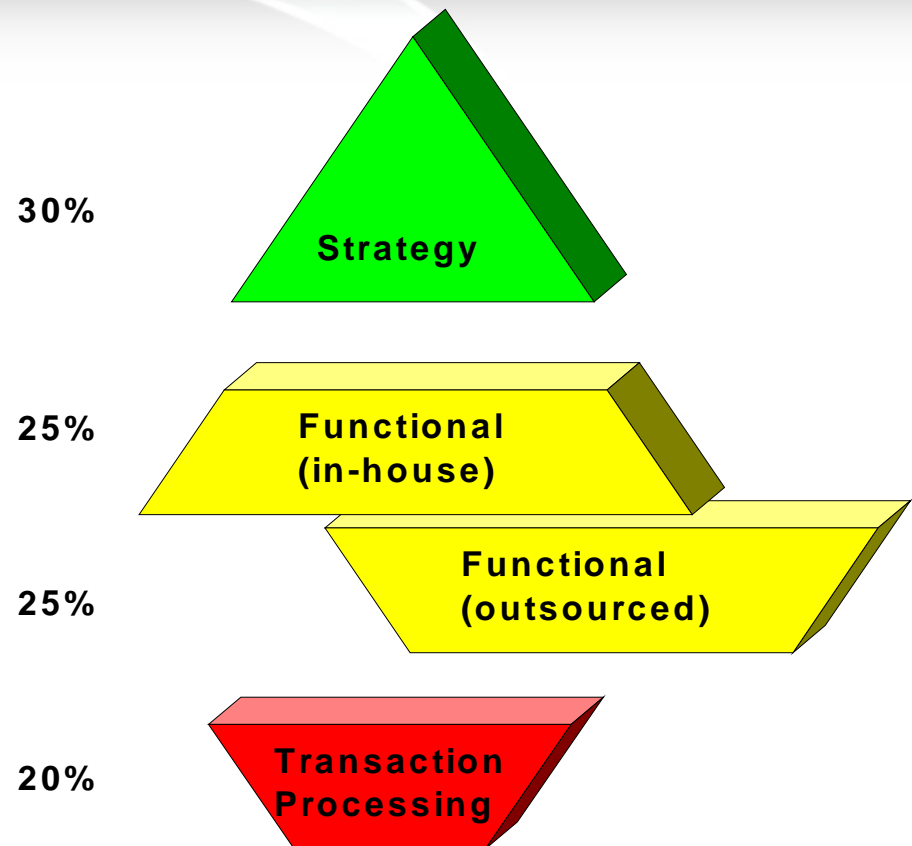 30%
Strategy
25%
Functional
(in-house)
25%
Functional
(outsourced)
20%
Transaction
Processing